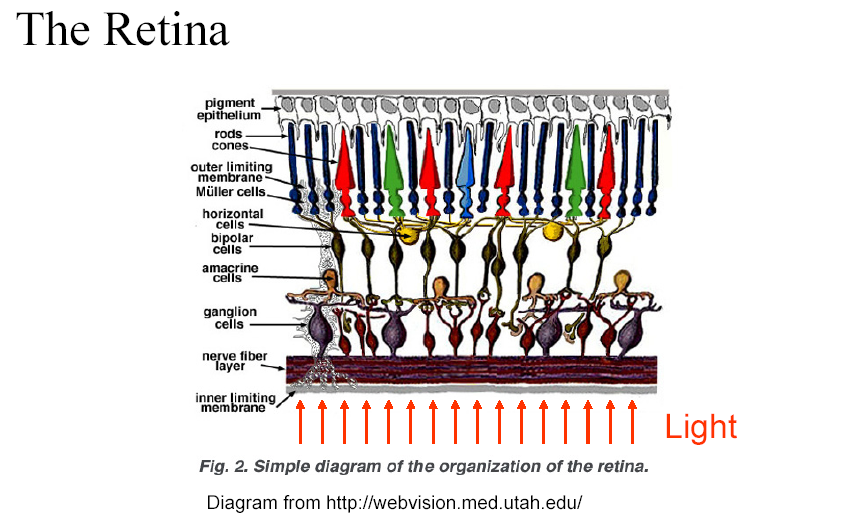 The Retina
pigment
epithelium
rods
cones
outer limiting
membrane
Müller cells
horizontal
cells
bipolar
cells
amacrine
cells
ganglion
cells
nerve fiber
layer
inner limiting
membrane
Light
Fig. 2. Simple diagram of the organization of the retina.
Diagram from http://webvision.med.utah.edu/